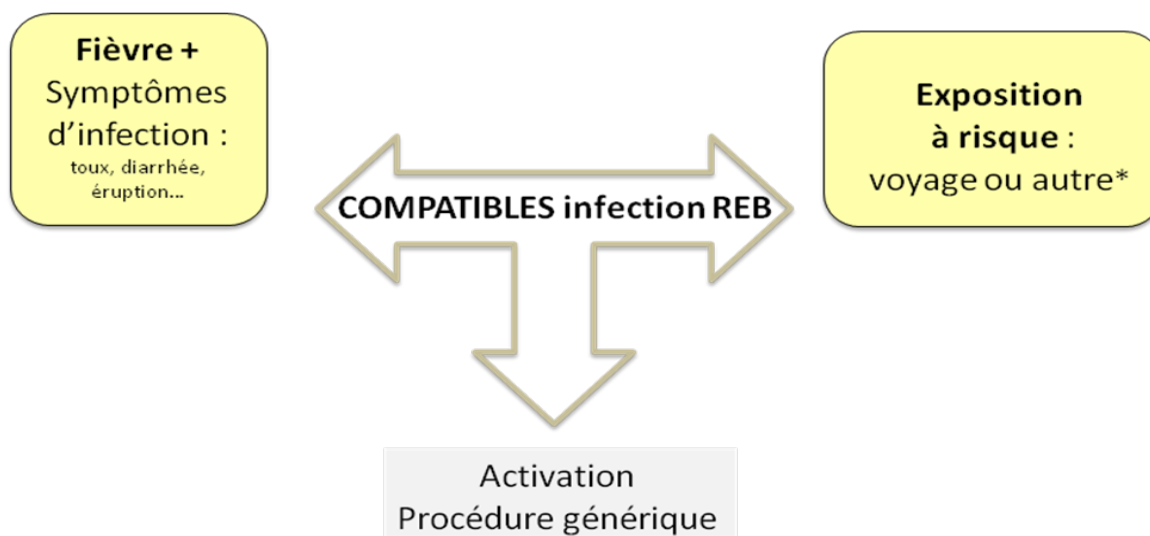 Fièvre +
Symptômes
d'infection :
toux, diarrhée,
éruption...
Exposition
à risque :
voyage ou autre*
COMPATIBLES infection REB
Activation
Procédure générique